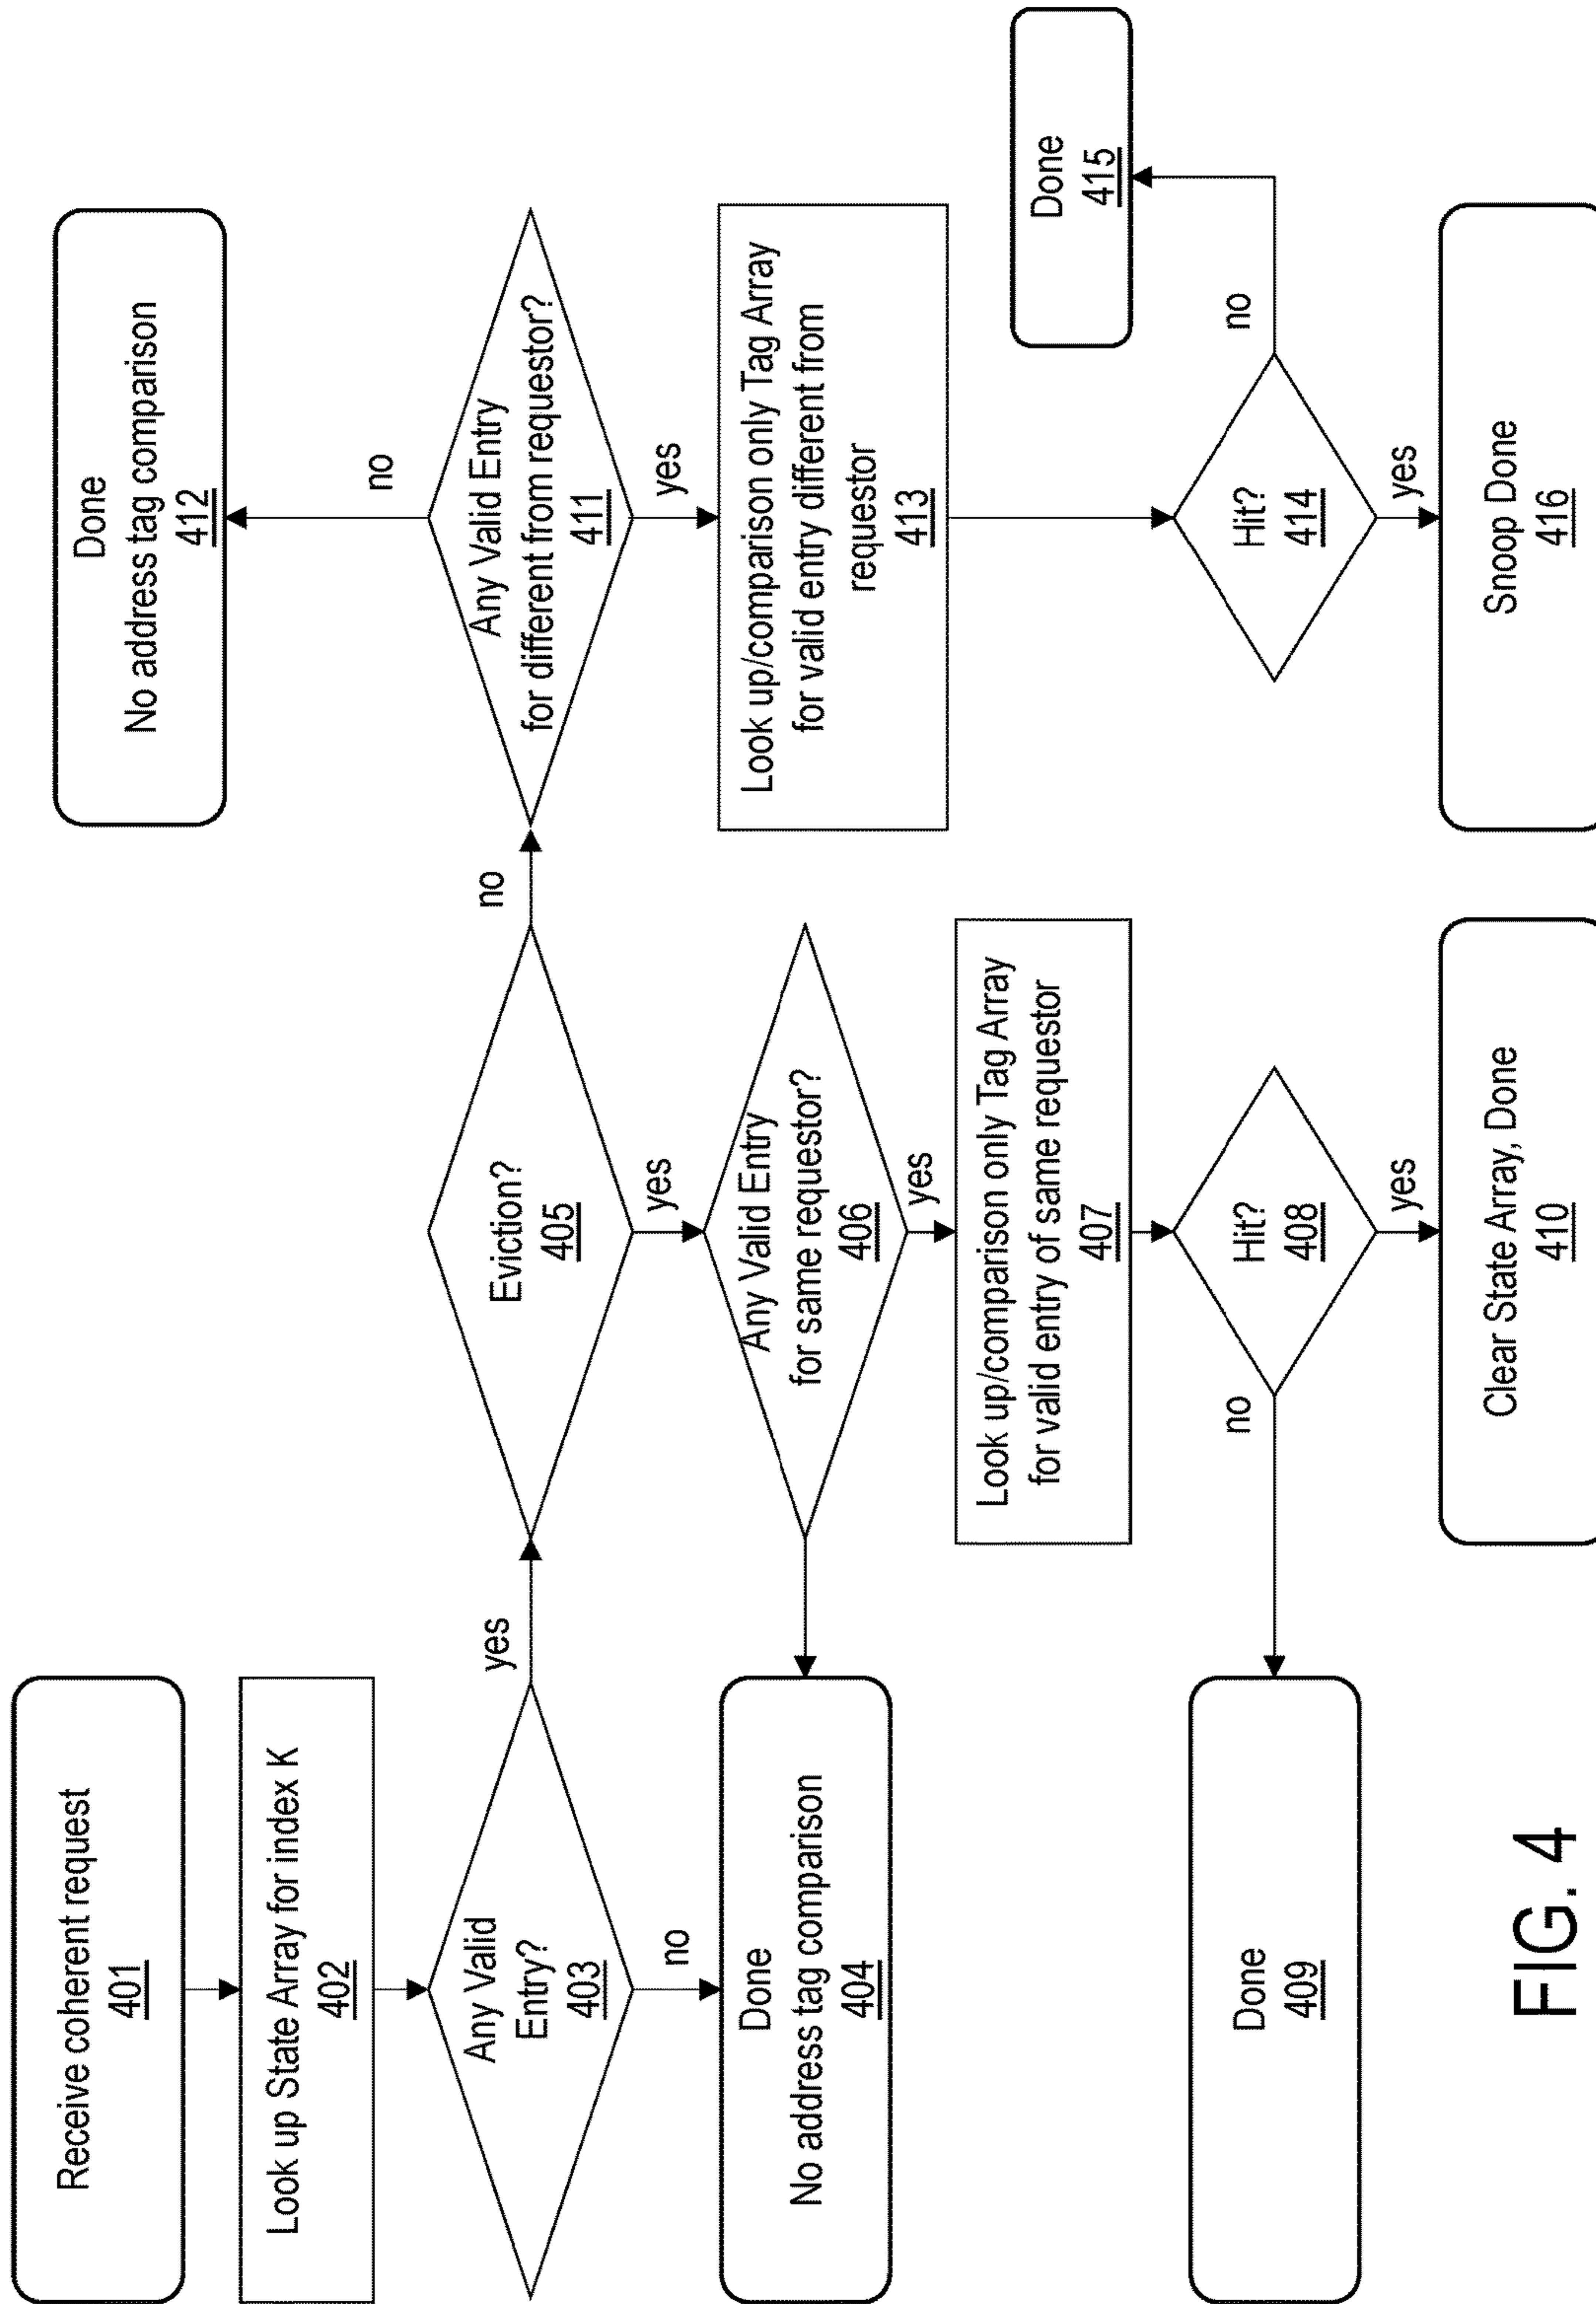 Receive coherent request
401
Look up State Array for index K
402
Any Valid
Entry?
403
yes
no
Done
No address tag comparison
404
Eviction?
405
no
yes
Any Valid Entry
for same requestor?
406
yes
Look up/comparison only Tag Array
for valid entry of same requestor
407
Hit?
408
no
yes
Done
409
Clear State Array, Done
410
Any Valid Entry
for different from requestor?
411
no
yes
Done
No address tag comparison
412
Look up/comparison only Tag Array
for valid entry different from
requestor
413
Hit?
414
no
yes
Done
415
Snoop Done
416
FIG. 4